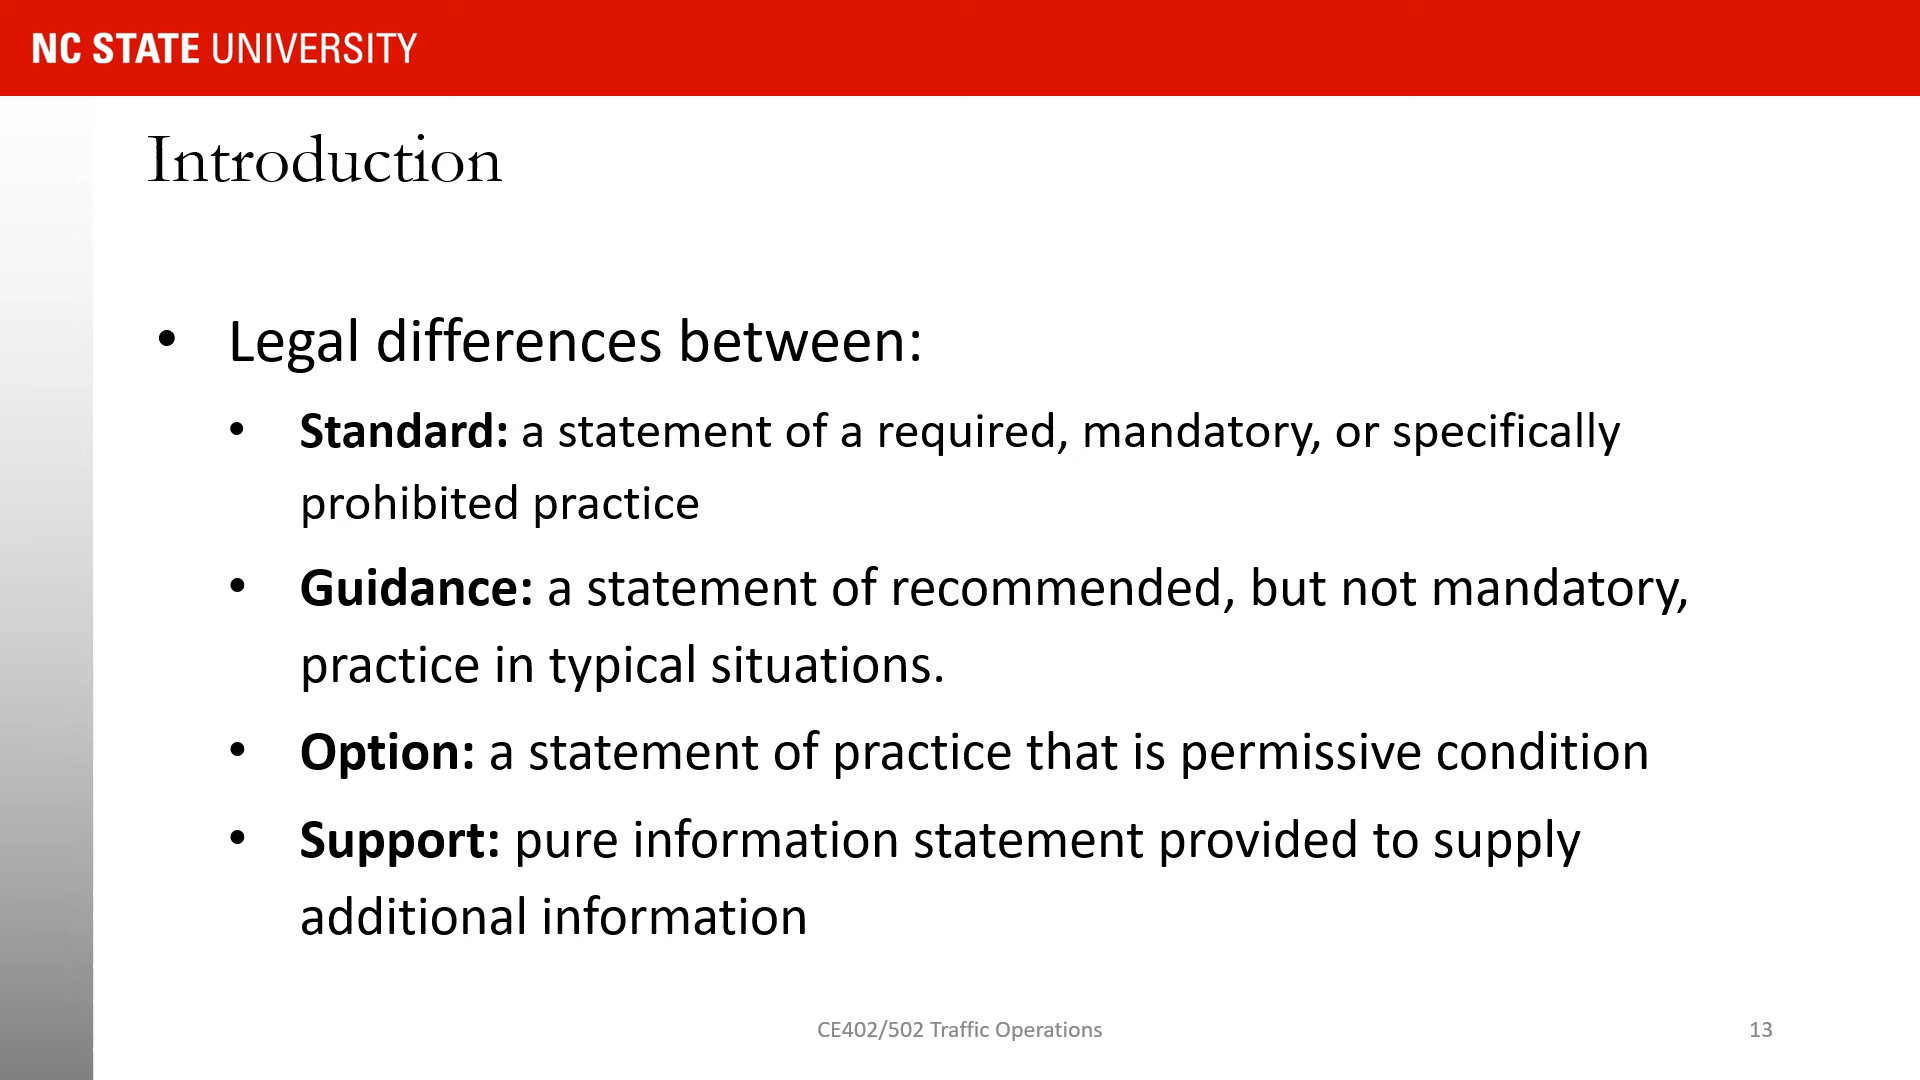 NC STATE UNIVERSITY
Introduction
• Legal differences between:
• Standard: a statement of a required, mandatory, or specifically
prohibited practice
• Guidance: a statement of recommended, but not mandatory,
practice in typical situations.
• Option: a statement of practice that is permissive condition
• Support: pure information statement provided to supply
additional information
CE402/502 Traffic Operations
13